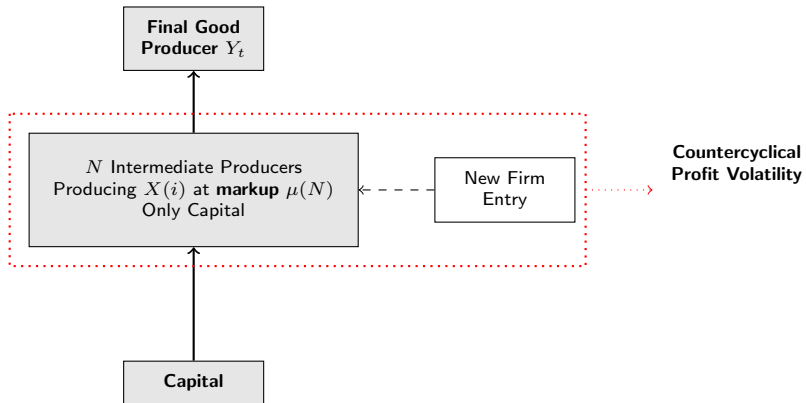 Final Good
Producer Y_t
N Intermediate Producers
Producing X(i) at markup μ(N)
Only Capital
New Firm
Entry
Countercyclical
Profit Volatility
Capital